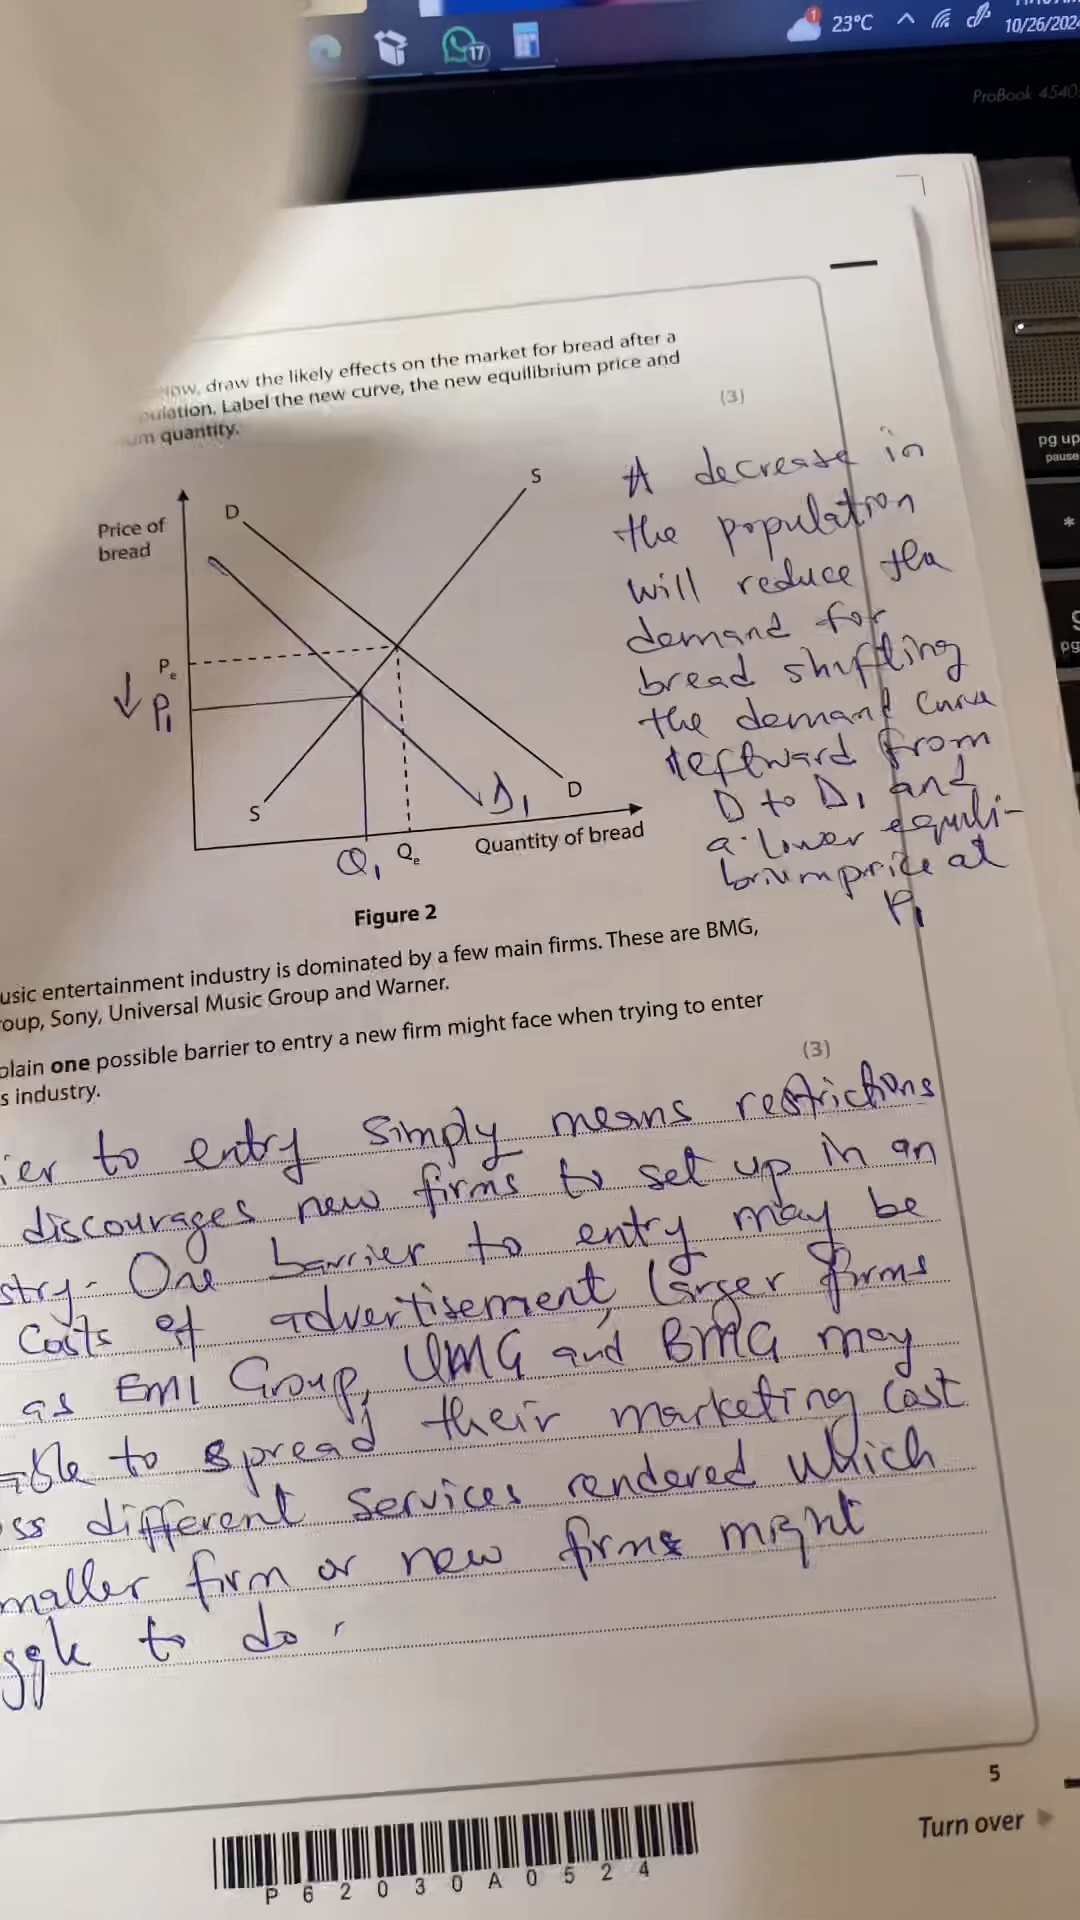 17
1
23°C
10/26/202
ProBook 4540
pg up
pause
*
draw the likely effects on the market for bread after a
Label the new curve, the new equilibrium price and
quantity.
(3)
A decrease in
the population
will reduce the
demand for
bread shifting
the demand curve
leftward from
D to D1 and
a lower equili-
brium price at
P1
Price of
bread
D
S
Pe
↓ P1
S
D1
D
Q1
Qe
Quantity of bread
Figure 2
usic entertainment industry is dominated by a few main firms. These are BMG,
oup, Sony, Universal Music Group and Warner.
plain one possible barrier to entry a new firm might face when trying to enter
s industry.
(3)
ier to entry simply means restrictions
discourages new firms to set up in an
stry. One barrier to entry may be
costs of advertisement, larger firms
as EMI Group, UMG and BMG may
able to spread their marketing cost
oss different services rendered which
maller firm or new firms might
ggle to do.
5
Turn over
P 6 2 0 3 0 A 0 5 2 4